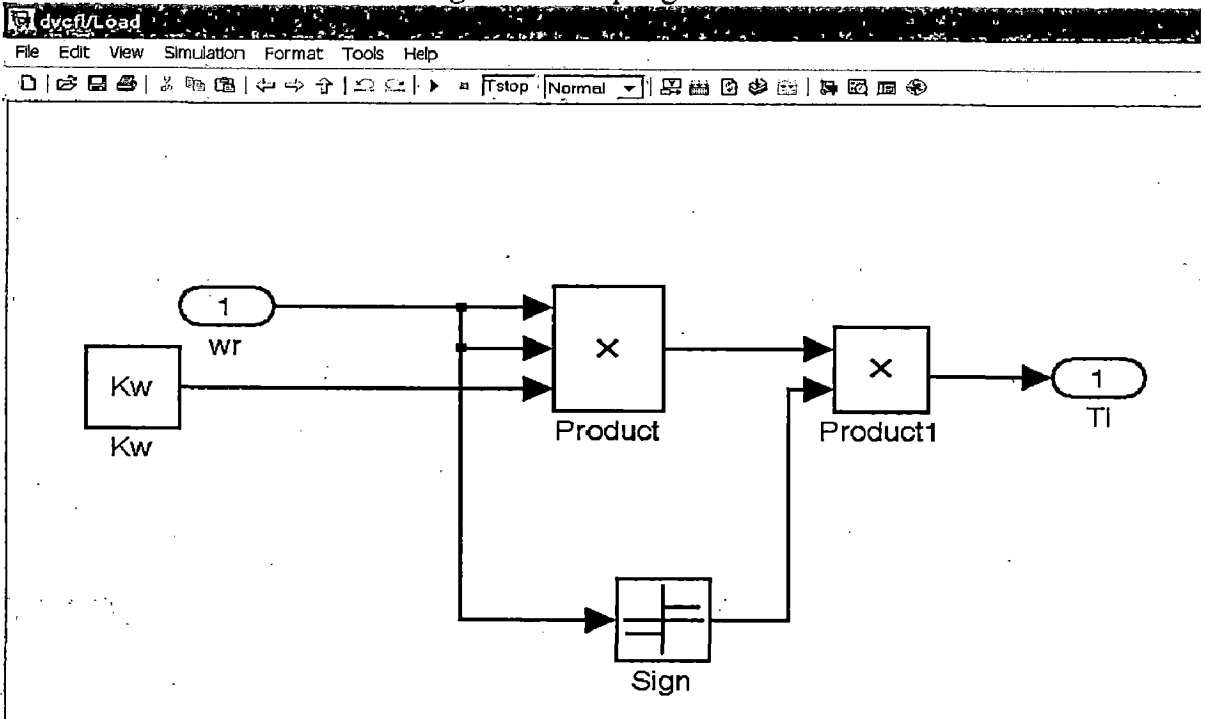 dvcfl/Load
File Edit View Simulation Format Tools Help
Tstop Normal
1
wr
Kw
Kw
×
Product
×
Product1
1
Tl
Sign